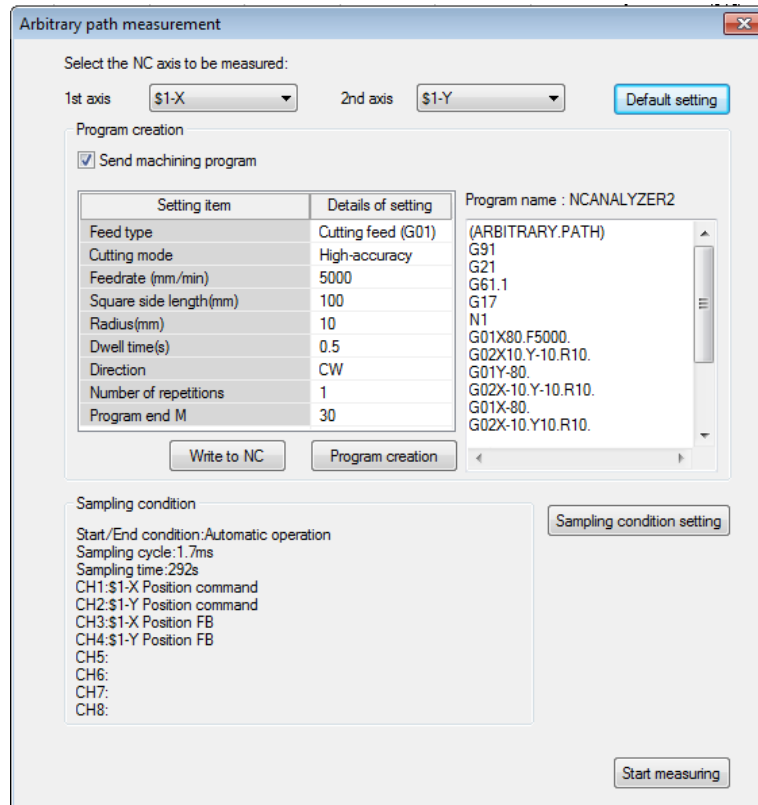 Arbitrary path measurement
Select the NC axis to be measured:
1st axis $1-X 2nd axis $1-Y Default setting
Program creation
Send machining program
Setting item Details of setting
Feed type Cutting feed (G01)
Cutting mode High-accuracy
Feedrate (mm/min) 5000
Square side length(mm) 100
Radius(mm) 10
Dwell time(s) 0.5
Direction CW
Number of repetitions 1
Program end M 30
Write to NC Program creation
Program name : NCANALYZER2
(ARBITRARY.PATH)
G91
G21
G61.1
G17
N1
G01X80.F5000.
G02X10.Y-10.R10.
G01Y-80.
G02X-10.Y-10.R10.
G01X-80.
G02X-10.Y10.R10.
Sampling condition
Sampling condition setting
Start/End condition:Automatic operation
Sampling cycle:1.7ms
Sampling time:292s
CH1:$1-X Position command
CH2:$1-Y Position command
CH3:$1-X Position FB
CH4:$1-Y Position FB
CH5:
CH6:
CH7:
CH8:
Start measuring